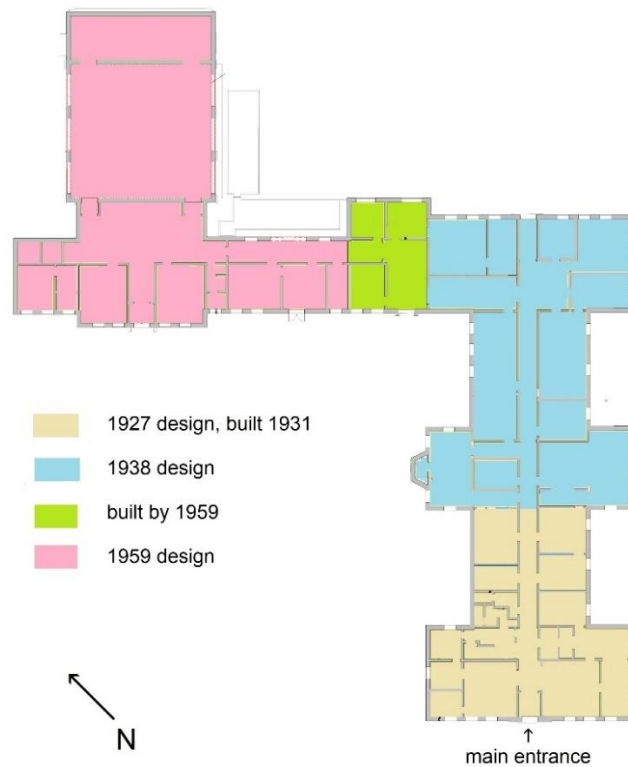 1927 design, built 1931
1938 design
built by 1959
1959 design
N
main entrance